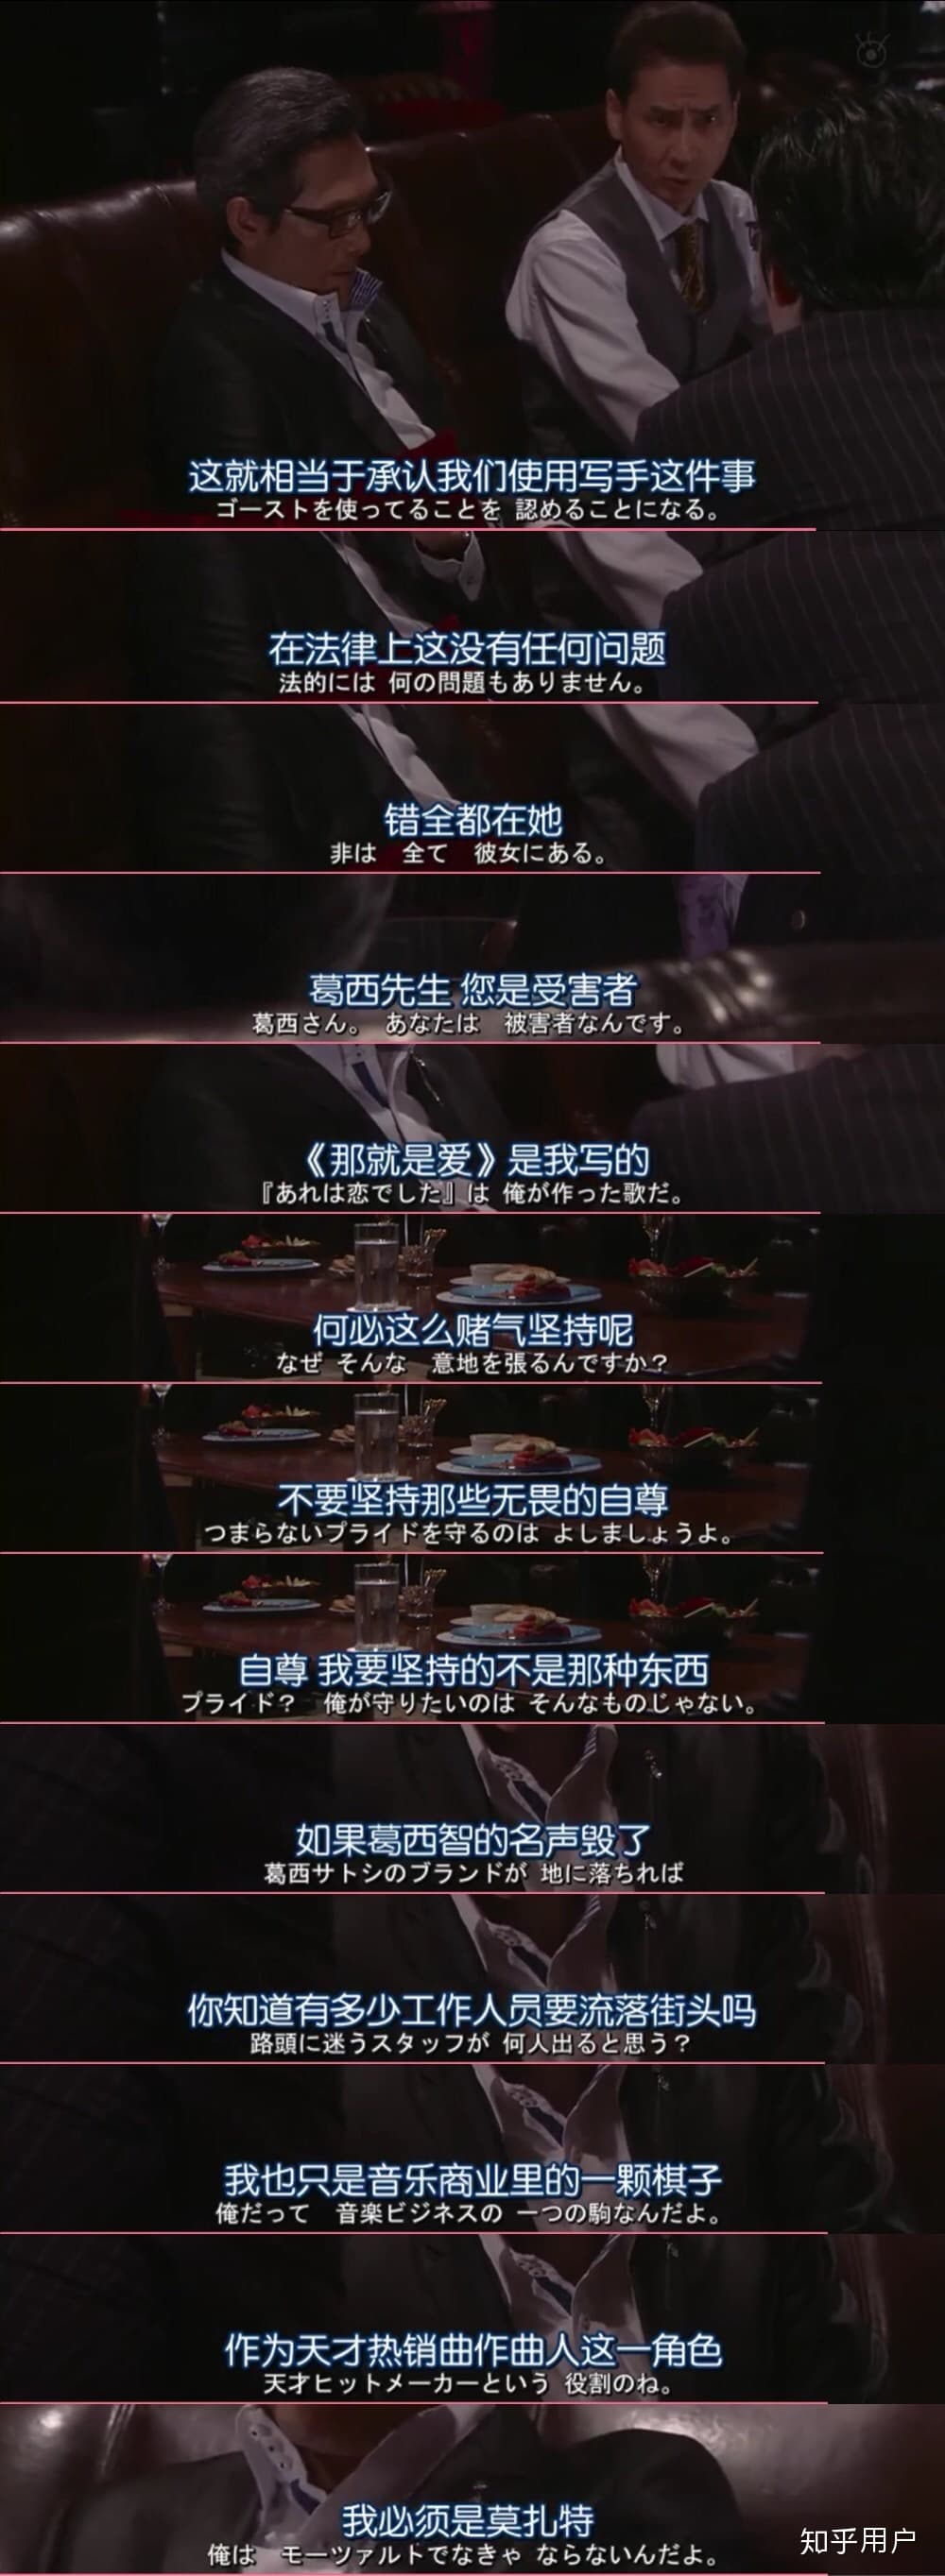 这就相当于承认我们使用写手这件事
ゴーストを使ってることを 認めることになる。
在法律上这没有任何问题
法的には 何の問題もありません。
错全都在她
非は 全て 彼女にある。
葛西先生 您是受害者
葛西さん。 あなたは 被害者なんです。
《那就是爱》是我写的
『あれは恋でした』は 俺が作った歌だ。
何必这么赌气坚持呢
なぜ そんな 意地を張るんですか？
不要坚持那些无畏的自尊
つまらないプライドを守るのは よしましょうよ。
自尊 我要坚持的不是那种东西
プライド？ 俺が守りたいのは そんなものじゃない。
如果葛西智的名声毁了
葛西サトシのブランドが 地に落ちれば
你知道有多少工作人员要流落街头吗
路頭に迷うスタッフが 何人出ると思う？
我也只是音乐商业里的一颗棋子
俺だって 音楽ビジネスの 一つの駒なんだよ。
作为天才热销曲作曲人这一角色
天才ヒットメーカーという 役割のね。
我必须是莫扎特
俺は モーツァルトでなきゃ ならないんだよ。
知乎用户